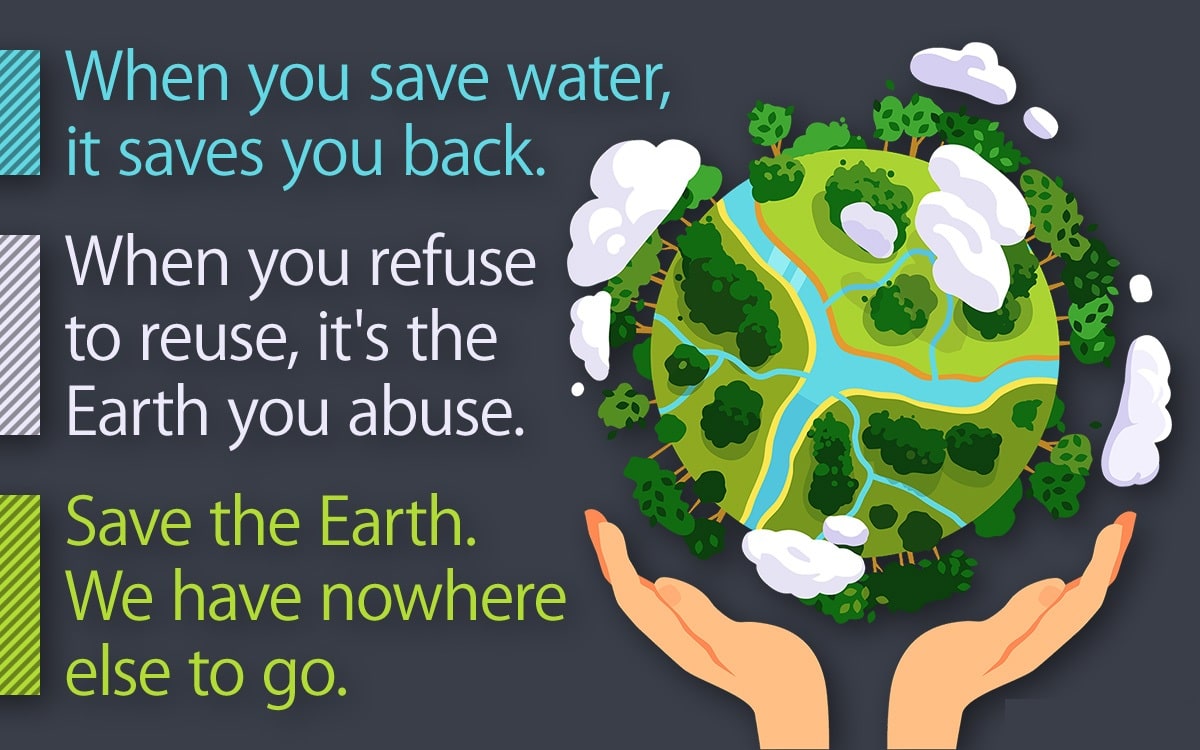 When you save water,
it saves you back.
When you refuse
to reuse, it's the
Earth you abuse.
Save the Earth.
We have nowhere
else to go.